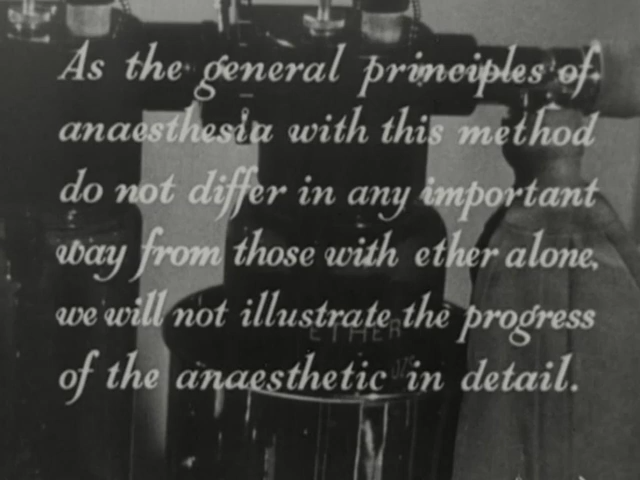 As the general principles of
anaesthesia with this method
do not differ in any important
way from those with ether alone,
we will not illustrate the progress
of the anaesthetic in detail.
ETHER